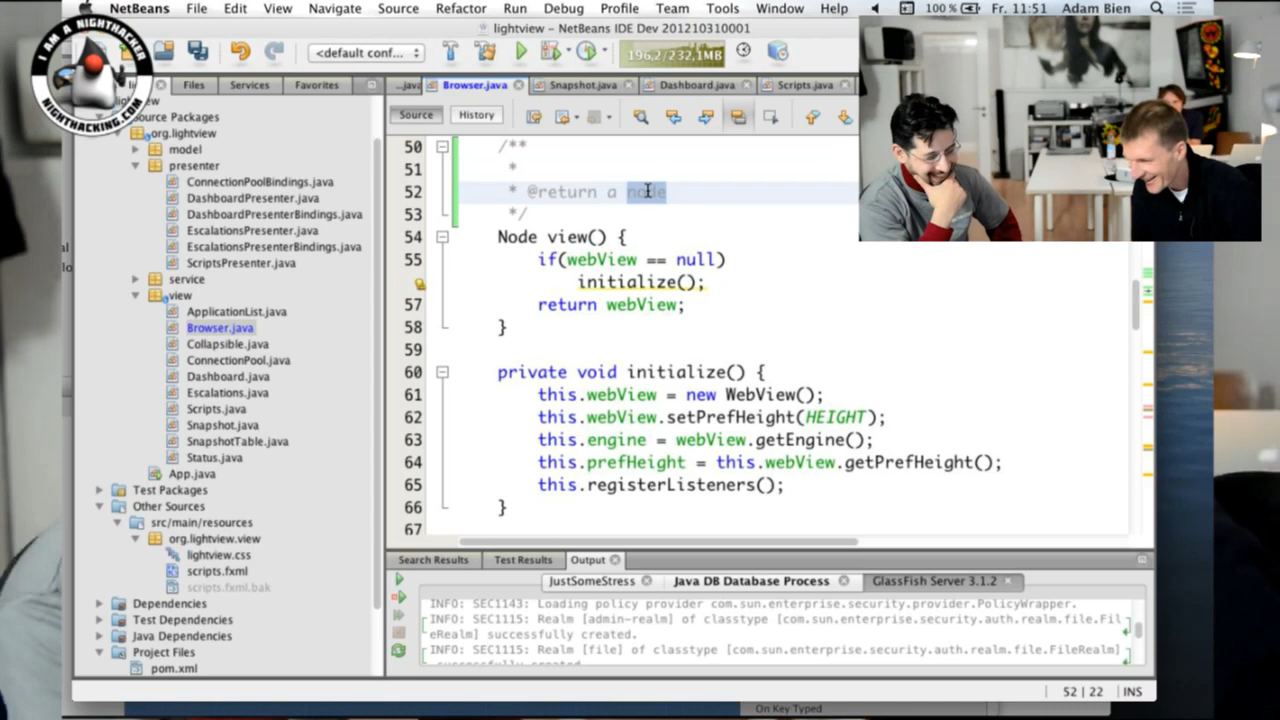 NetBeans File Edit View Navigate Source Refactor Run Debug Profile Team Tools Window Help 100 % Fr. 11:51 Adam Bien
lightview – NetBeans IDE Dev 201210310001
I AM A NIGHTHACKER
NIGHTHACKING.COM
<default conf... 196,2/232,1MB
Files Services Favorites ...java Browser.java Snapshot.java Dashboard.java Scripts.java
Source History
Source Packages
org.lightview
model
presenter
ConnectionPoolBindings.java
DashboardPresenter.java
DashboardPresenterBindings.java
EscalationsPresenter.java
EscalationsPresenterBindings.java
ScriptsPresenter.java
service
view
ApplicationList.java
Browser.java
Collapsible.java
ConnectionPool.java
Dashboard.java
Escalations.java
Scripts.java
Snapshot.java
SnapshotTable.java
Status.java
App.java
Test Packages
Other Sources
src/main/resources
org.lightview.view
lightview.css
scripts.fxml
scripts.fxml.bak
Dependencies
Test Dependencies
Java Dependencies
Project Files
pom.xml
50 /**
51 *
52 * @return a node
53 */
54 Node view() {
55 if(webView == null)
initialize();
57 return webView;
58 }
59
60 private void initialize() {
61 this.webView = new WebView();
62 this.webView.setPrefHeight(HEIGHT);
63 this.engine = webView.getEngine();
64 this.prefHeight = this.webView.getPrefHeight();
65 this.registerListeners();
66 }
67
Search Results Test Results Output
JustSomeStress Java DB Database Process GlassFish Server 3.1.2
INFO: SEC1143: Loading policy provider com.sun.enterprise.security.provider.PolicyWrapper.
INFO: SEC1115: Realm [admin-realm] of classtype [com.sun.enterprise.security.auth.realm.file.Fil
eRealm] successfully created.
INFO: SEC1115: Realm [file] of classtype [com.sun.enterprise.security.auth.realm.file.FileRealm]
successfully created
52 | 22 INS
On Key Typed